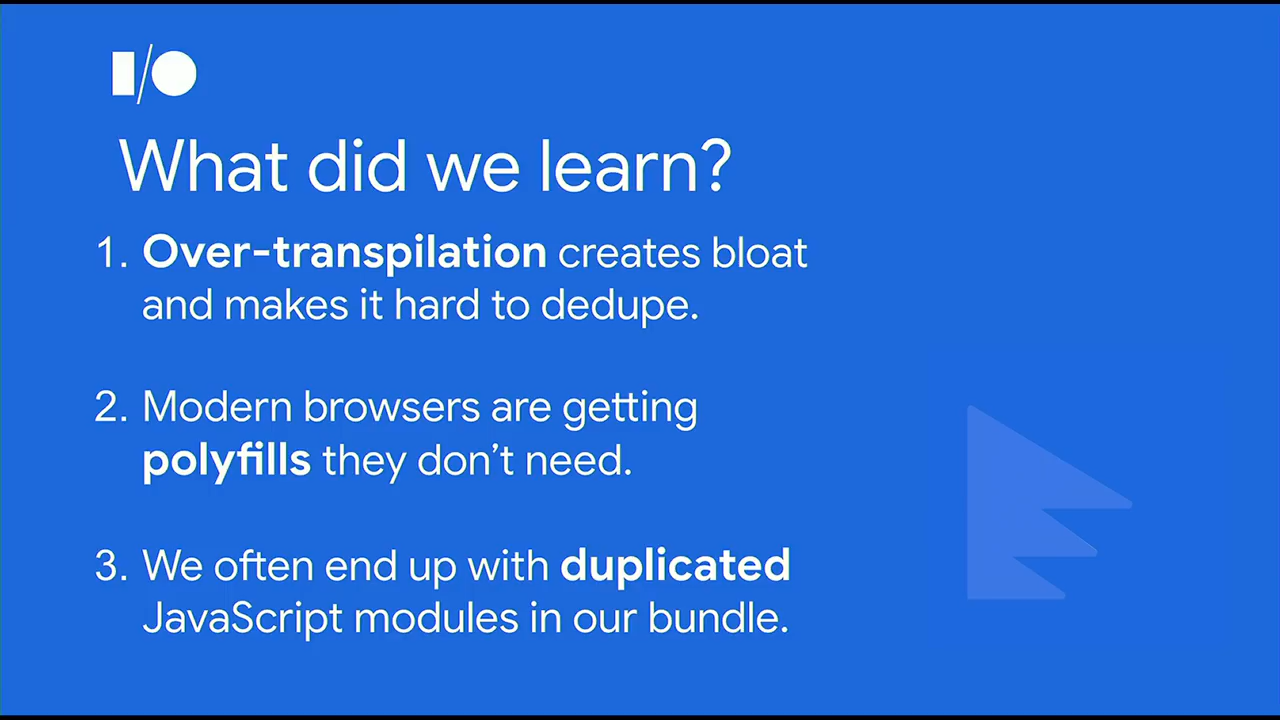 I/O
What did we learn?
1. Over-transpilation creates bloat
and makes it hard to dedupe.
2. Modern browsers are getting
polyfills they don’t need.
3. We often end up with duplicated
JavaScript modules in our bundle.